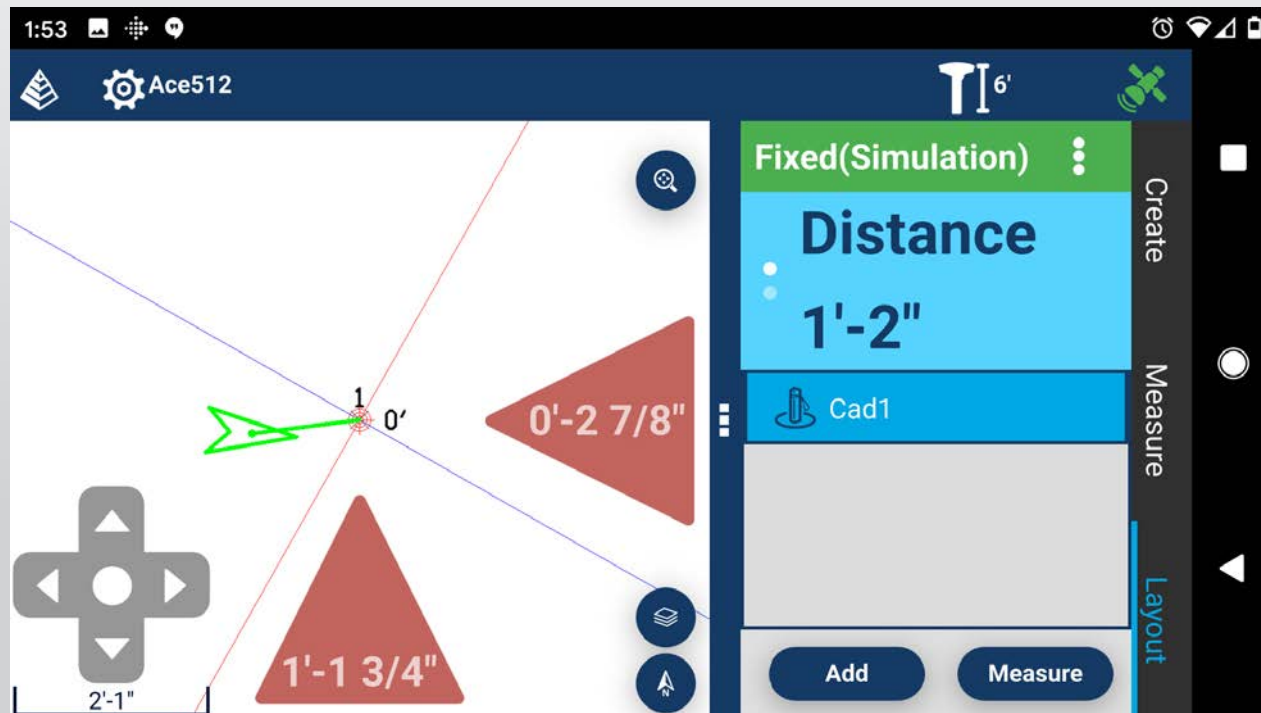 1:53
Ace512
6'
Fixed(Simulation)
Distance
1'-2"
Cad1
Add
Measure
Create
Measure
Layout
1
0'
0'-2 7/8"
1'-1 3/4"
2'-1"
N